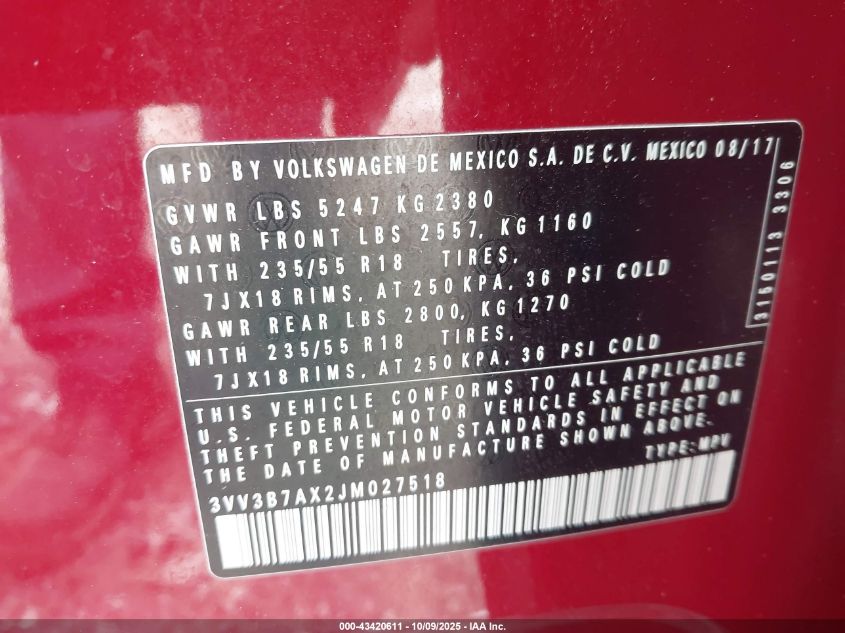 MFD BY VOLKSWAGEN DE MEXICO S.A. DE C.V. MEXICO 08/17
GVWR LBS 5247 KG 2380
GAWR FRONT LBS 2557, KG 1160
WITH 235/55 R18 TIRES,
7JX18 RIMS, AT 250 KPA, 36 PSI COLD
GAWR REAR LBS 2800, KG 1270
WITH 235/55 R18 TIRES,
7JX18 RIMS, AT 250 KPA, 36 PSI COLD
THIS VEHICLE CONFORMS TO ALL APPLICABLE
U.S. FEDERAL MOTOR VEHICLE SAFETY AND
THEFT PREVENTION STANDARDS IN EFFECT ON
THE DATE OF MANUFACTURE SHOWN ABOVE.
TYPE: MPV
3VV3B7AX2JM027518
3150113 3306
000-43420611 - 10/09/2025 - IAA Inc.